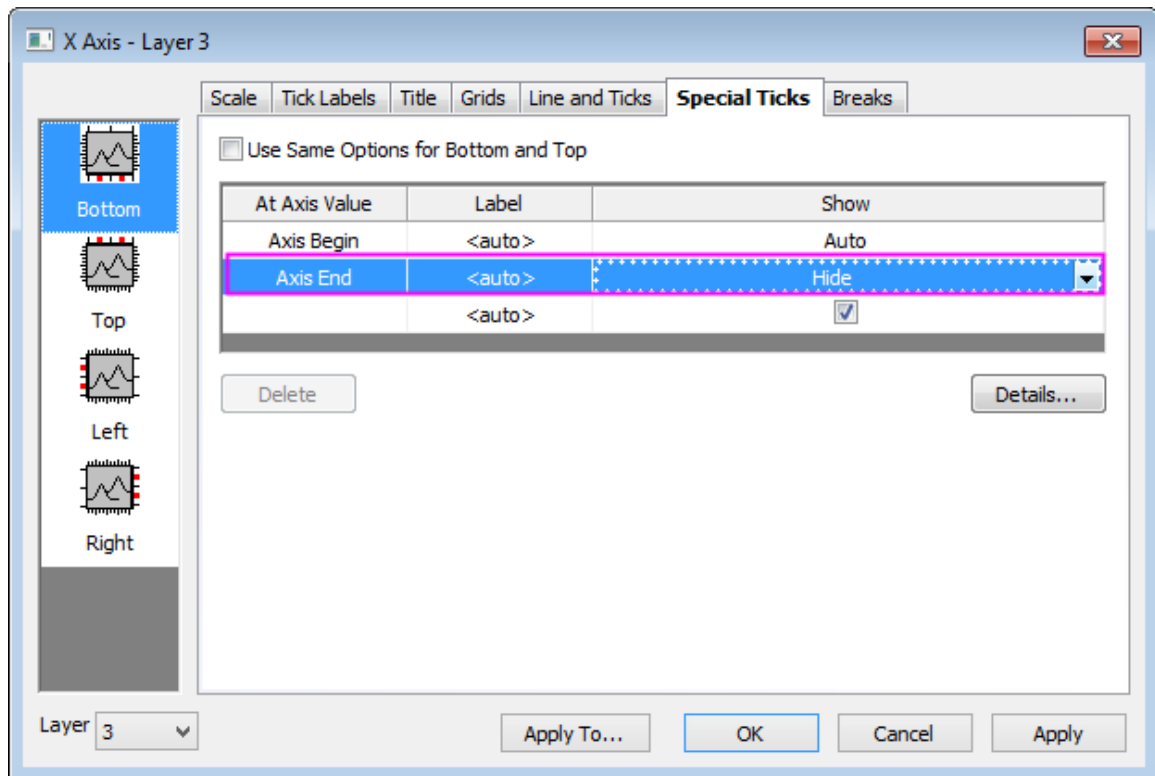 X Axis - Layer 3
Scale Tick Labels Title Grids Line and Ticks Special Ticks Breaks
Use Same Options for Bottom and Top
Bottom
Top
Left
Right
At Axis Value Label Show
Axis Begin <auto> Auto
Axis End <auto> Hide
<auto>
Delete Details...
Layer 3 Apply To... OK Cancel Apply